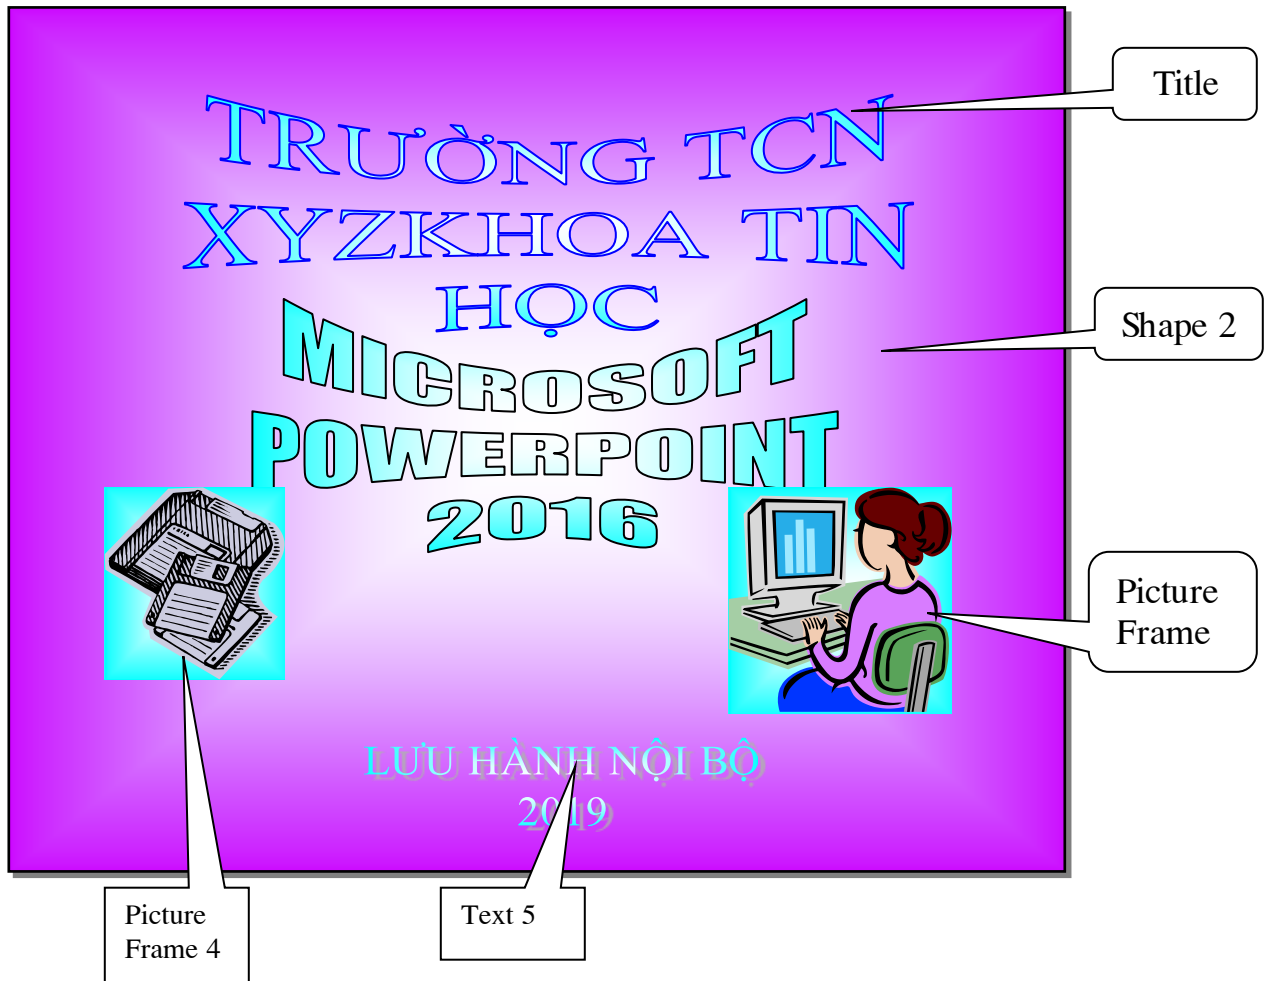 TRƯỜNG TCN
XYZKHOA TIN
HỌC
MICROSOFT
POWERPOINT
2016
LƯU HÀNH NỘI BỘ
2019
Title
Shape 2
Picture
Frame
Picture
Frame 4
Text 5